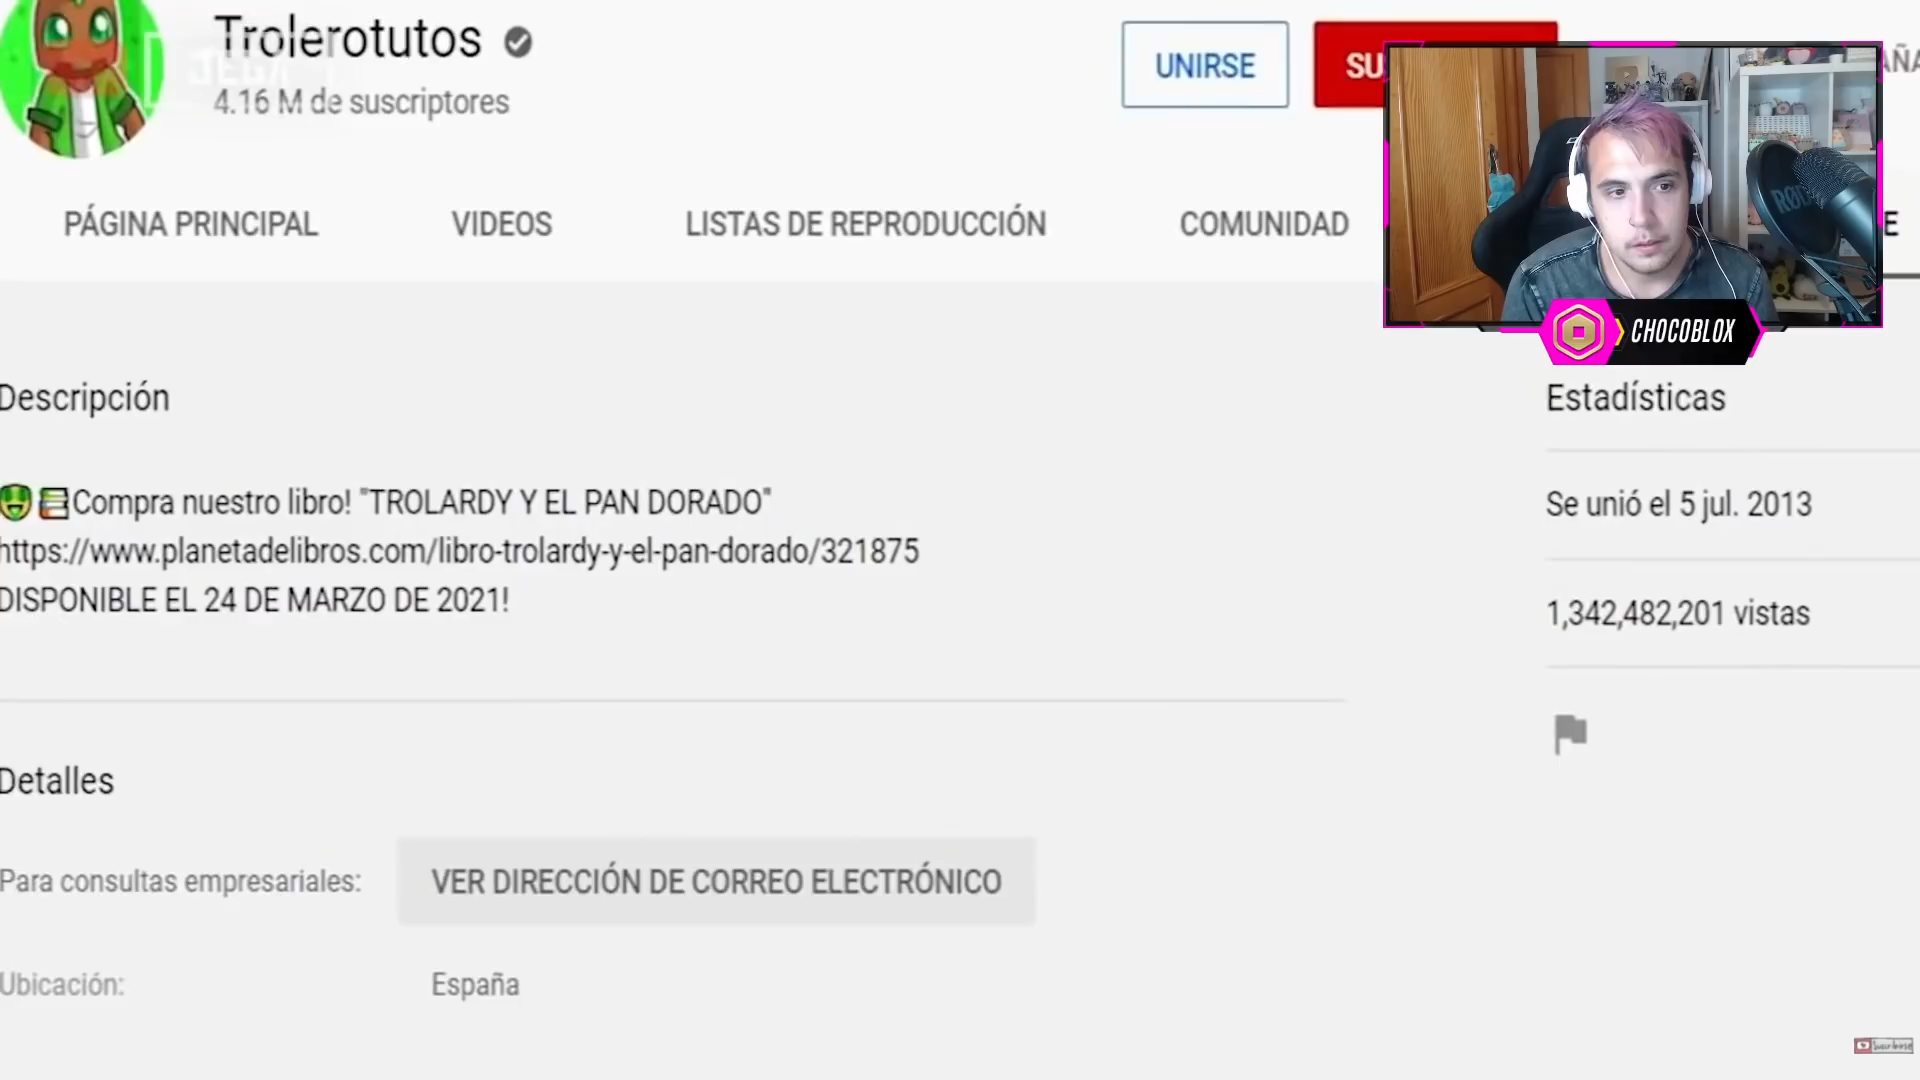 Trolerotutos
4.16 M de suscriptores
UNIRSE
SU
PÁGINA PRINCIPAL
VIDEOS
LISTAS DE REPRODUCCIÓN
COMUNIDAD
E
RØD
CHOCOBLOX
Descripción
Compra nuestro libro! "TROLARDY Y EL PAN DORADO"
https://www.planetadelibros.com/libro-trolardy-y-el-pan-dorado/321875
DISPONIBLE EL 24 DE MARZO DE 2021!
Estadísticas
Se unió el 5 jul. 2013
1,342,482,201 vistas
Detalles
Para consultas empresariales:
VER DIRECCIÓN DE CORREO ELECTRÓNICO
Ubicación:
España